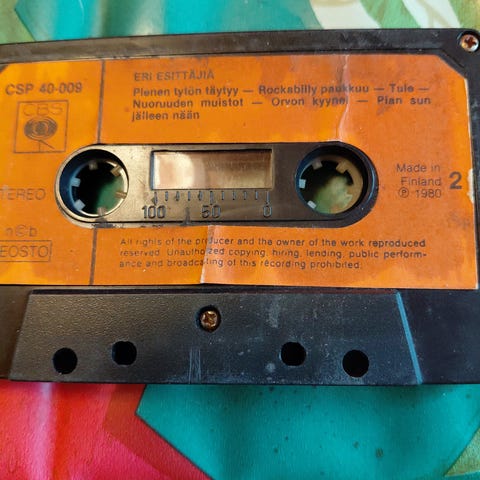 ERI ESITTÄJIÄ
CSP 40-009
Pienen tytön täytyy — Rockabilly paukkuu — Tule —
Nuoruuden muistot — Orvon kyynel — Pian sun
jälleen nään
CBS
TEREO
Made in
Finland
℗ 1980
2
100 50 0
n©b
EOSTO
All rights of the producer and the owner of the work reproduced
reserved. Unauthorized copying, hiring, lending, public perform-
ance and broadcasting of this recording prohibited.